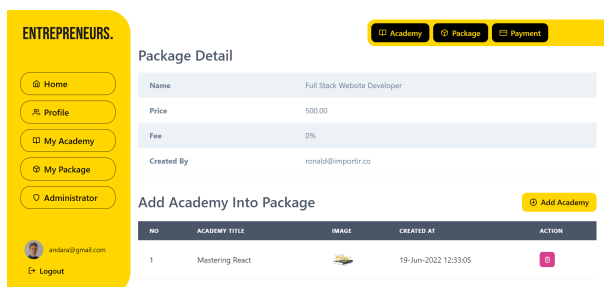 ENTREPRENEURS.
Home
Profile
My Academy
My Package
Administrator
andara@gmail.com
Logout
Academy Package Payment
Package Detail
Name Full Stack Website Developer
Price 500.00
Fee 0%
Created By ronald@importir.co
Add Academy Into Package Add Academy
NO ACADEMY TITLE IMAGE CREATED AT ACTION
1 Mastering React 19-Jun-2022 12:33:05